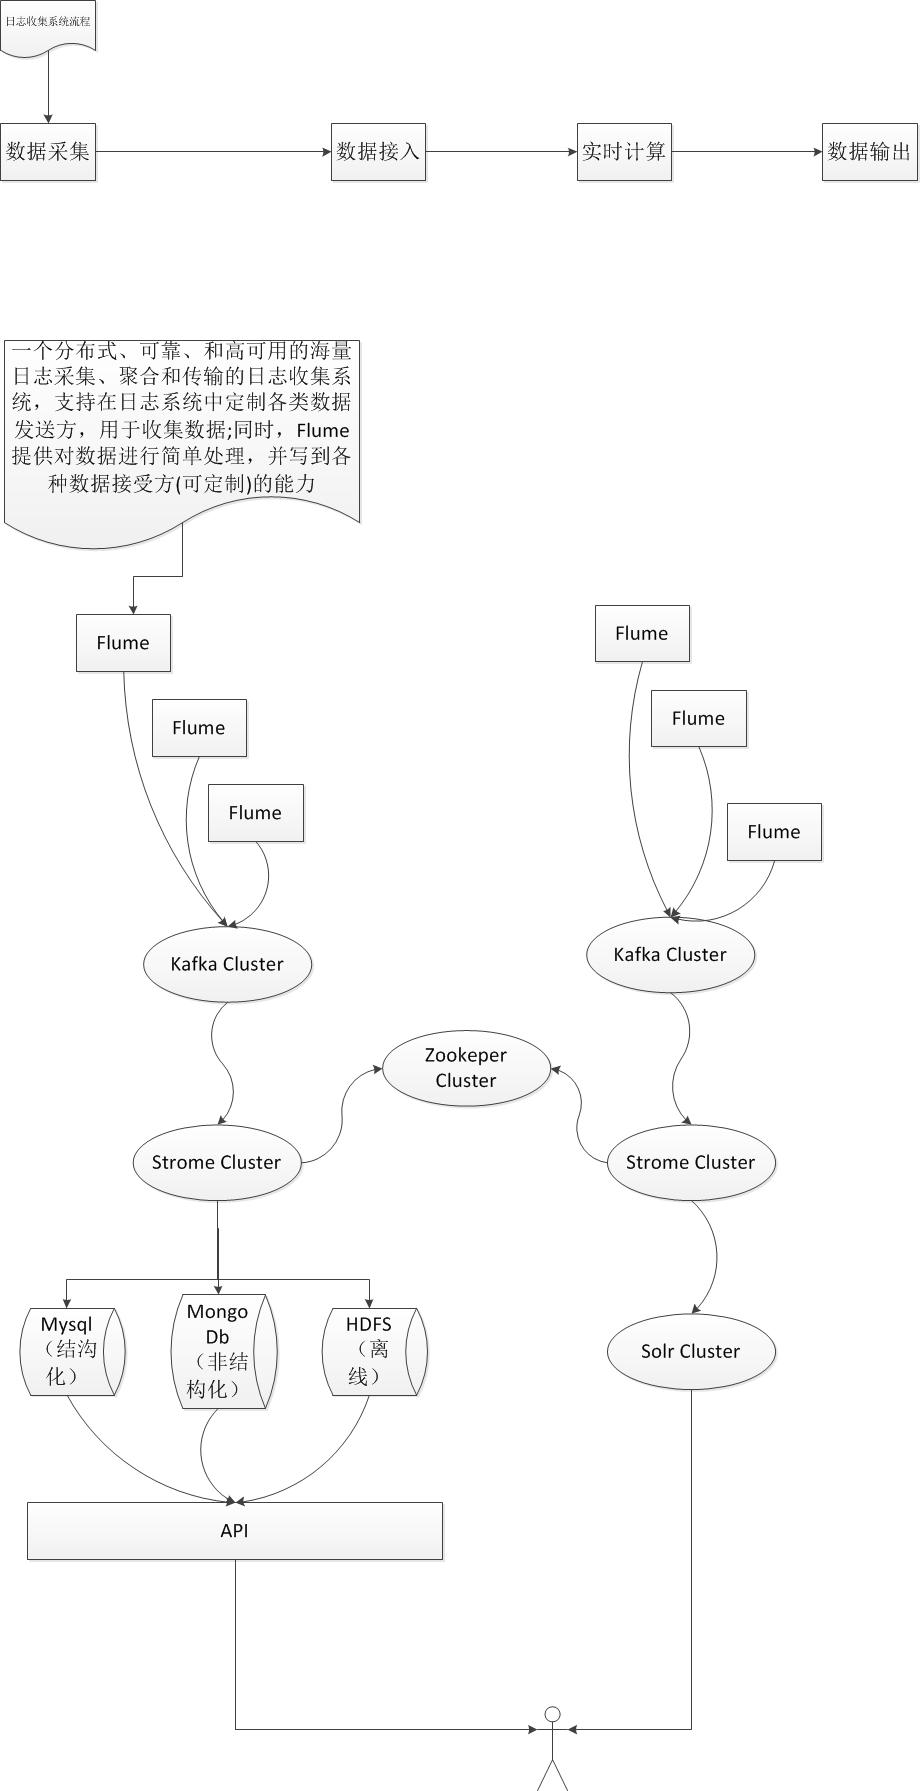 日志收集系统流程
数据采集
数据接入
实时计算
数据输出
一个分布式、可靠、和高可用的海量
日志采集、聚合和传输的日志收集系
统，支持在日志系统中定制各类数据
发送方，用于收集数据;同时，Flume
提供对数据进行简单处理，并写到各
种数据接受方(可定制)的能力
Flume
Flume
Flume
Flume
Flume
Flume
Kafka Cluster
Kafka Cluster
Zookeper
Cluster
Strome Cluster
Strome Cluster
Mysql
（结沟
化）
Mongo
Db
（非结
构化）
HDFS
（离
线）
Solr Cluster
API